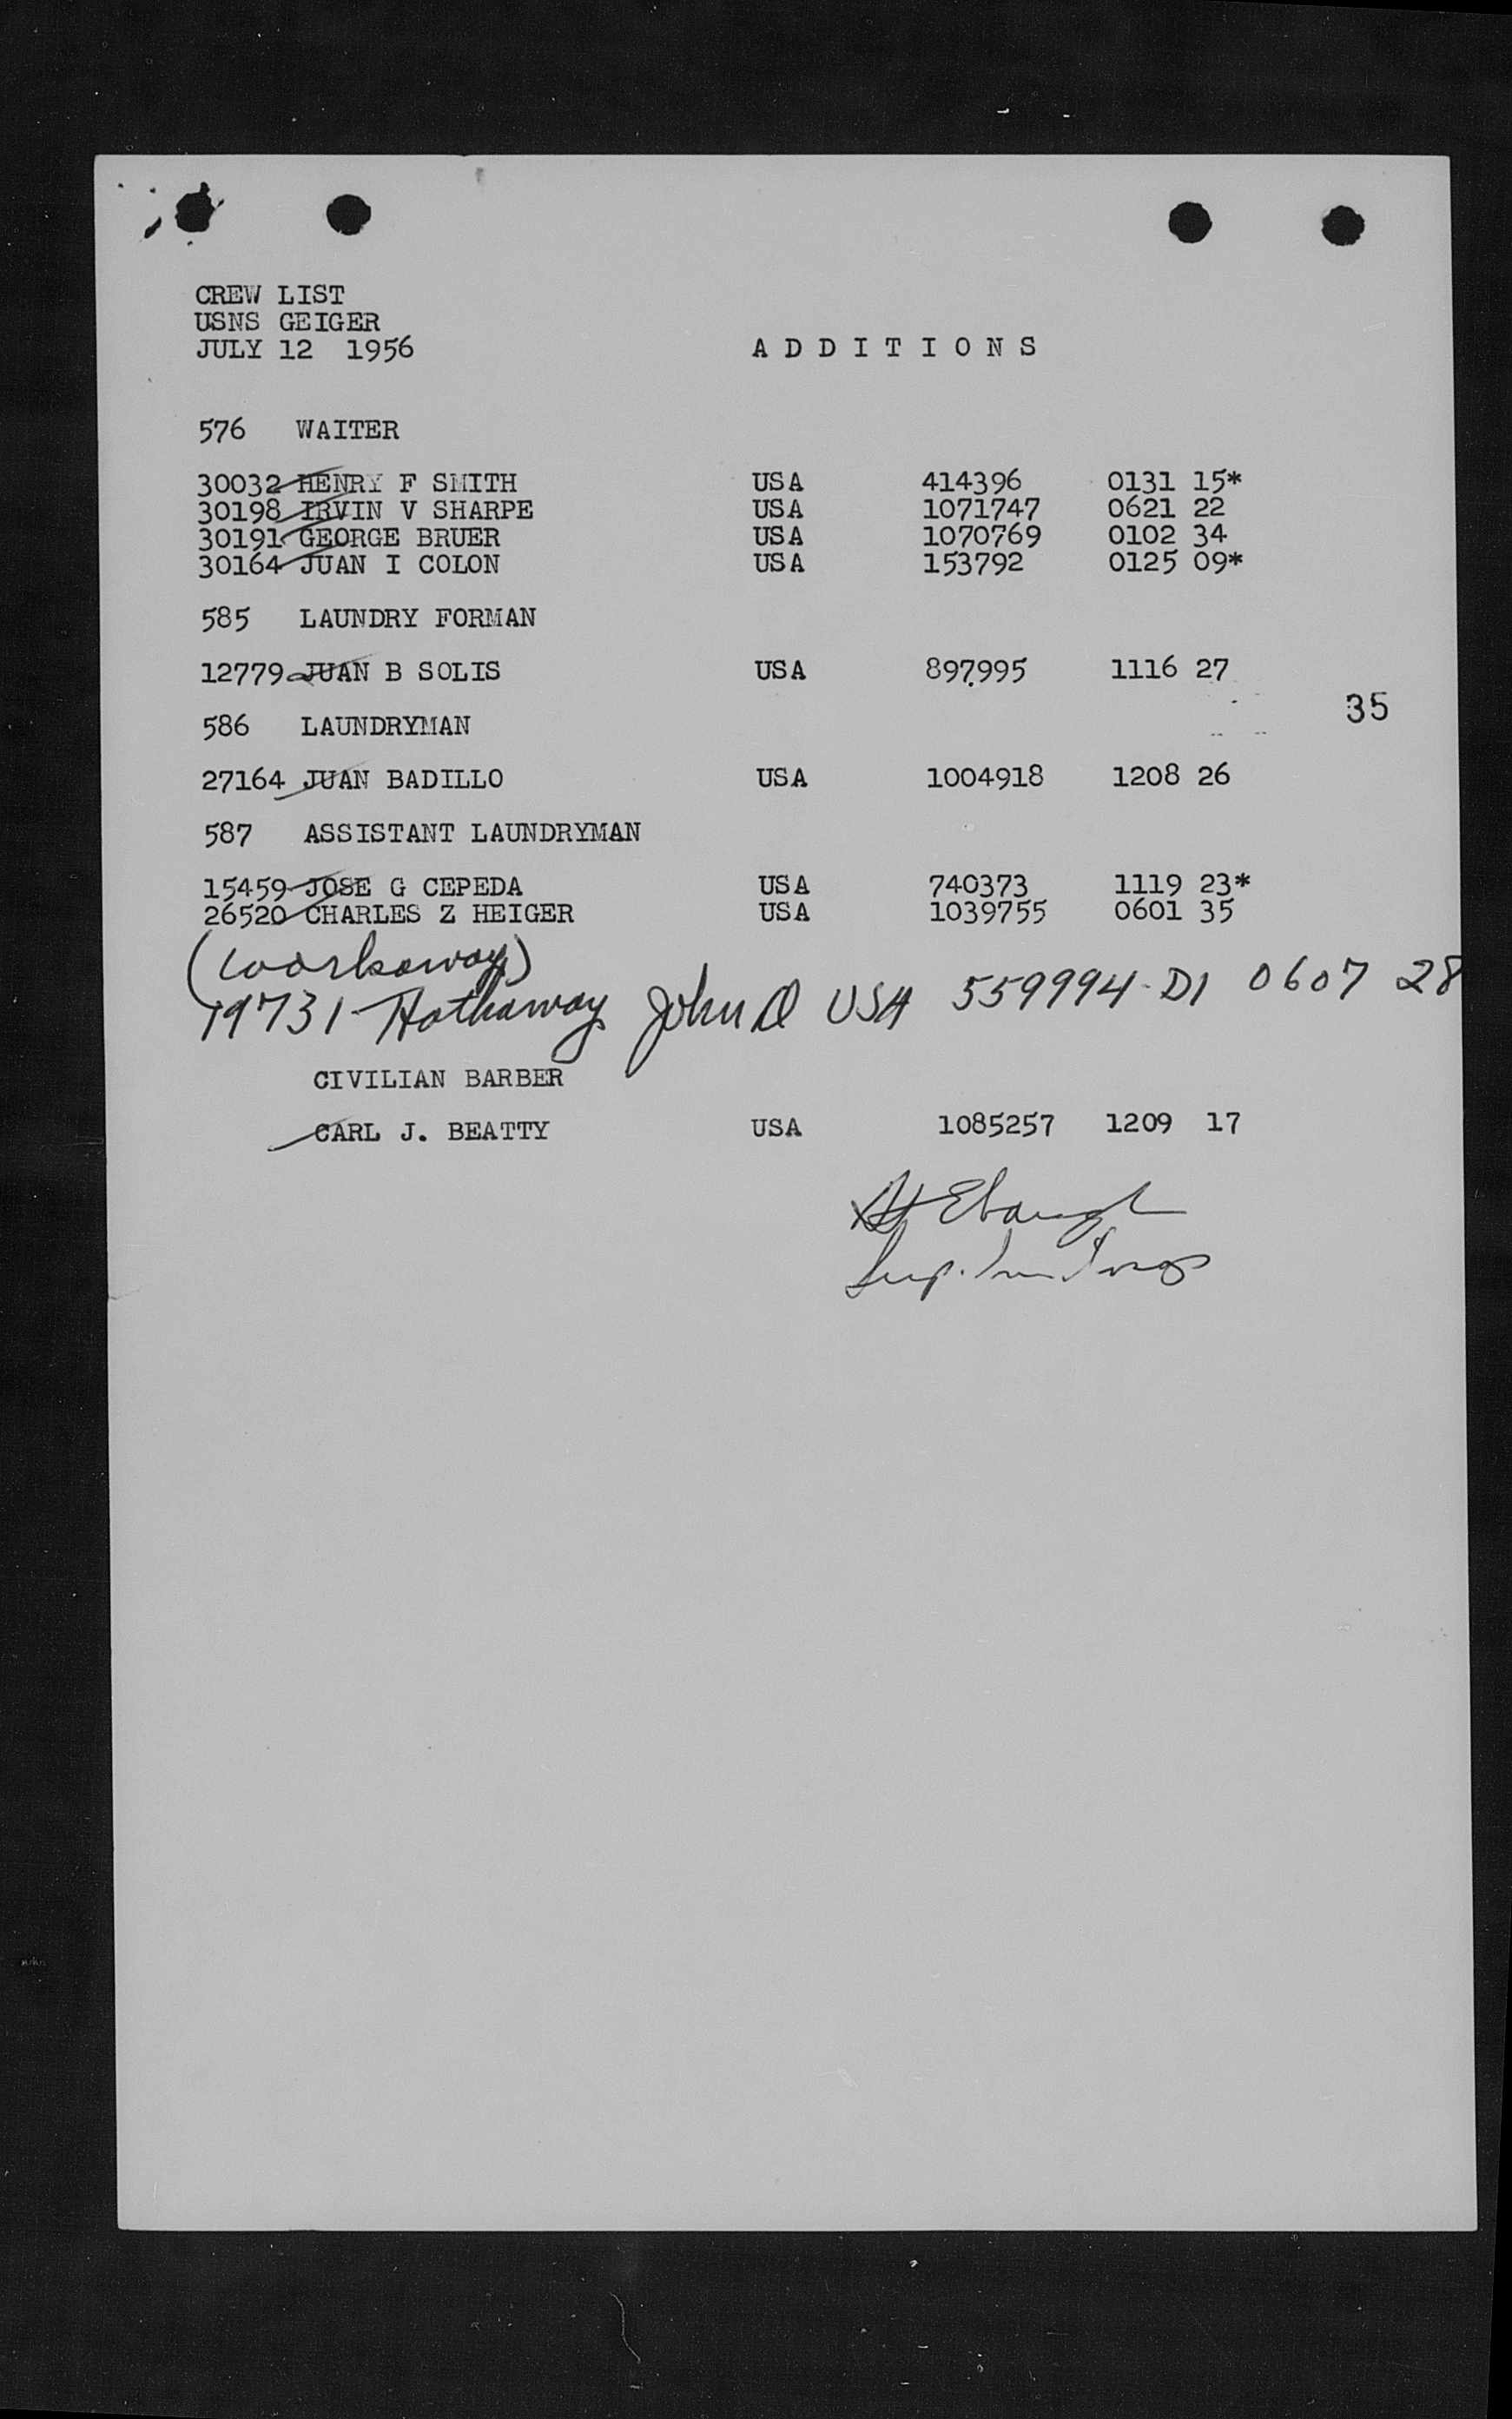 CREW LIST
USNS GEIGER
JULY 12 1956 A D D I T I O N S
576 WAITER
30032 HENRY F SMITH USA 414396 0131 15*
30198 IRVIN V SHARPE USA 1071747 0621 22
30191 GEORGE BRUER USA 1070769 0102 34
30164 JUAN I COLON USA 153792 0125 09*
585 LAUNDRY FORMAN
12779 JUAN B SOLIS USA 897995 1116 27
35
586 LAUNDRYMAN
27164 JUAN BADILLO USA 1004918 1208 26
587 ASSISTANT LAUNDRYMAN
15459 JOSE G CEPEDA USA 740373 1119 23*
26520 CHARLES Z HEIGER USA 1039755 0601 35
(workaway)
19731 Hathaway John D USA 559994-D1 0607 28
CIVILIAN BARBER
CARL J. BEATTY USA 1085257 1209 17
Ebaugh